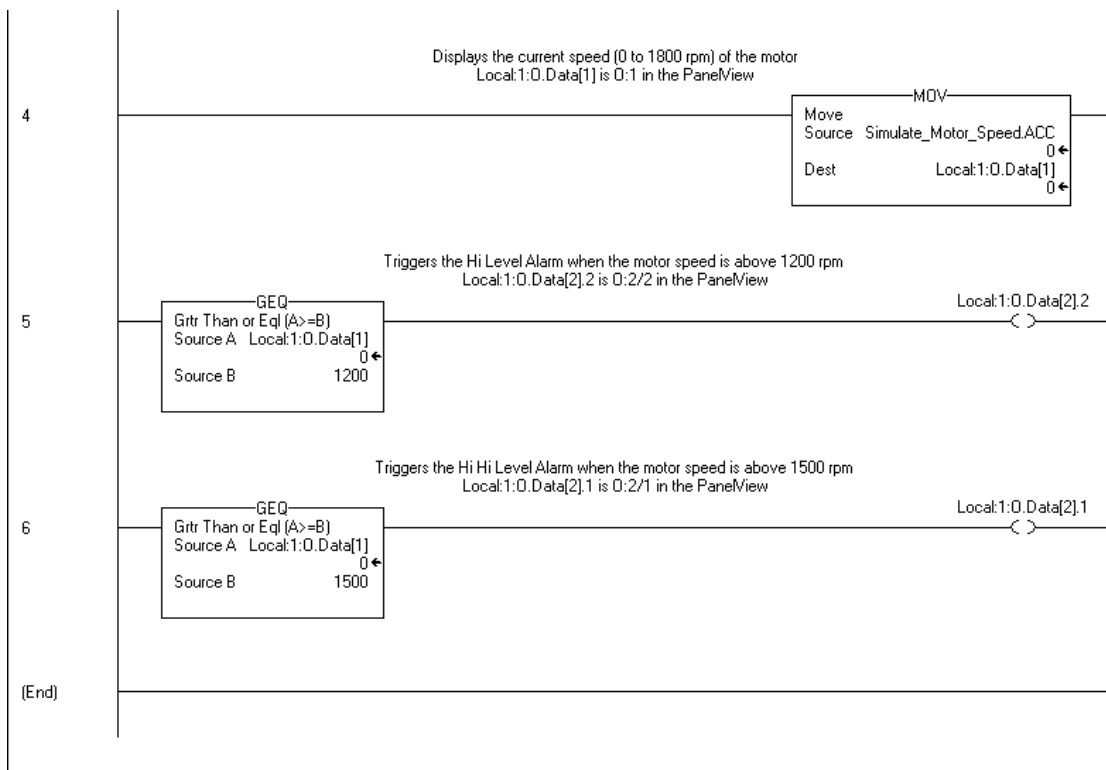 Displays the current speed (0 to 1800 rpm) of the motor
Local:1:O.Data[1] is O:1 in the PanelView
4
MOV
Move
Source Simulate_Motor_Speed.ACC
0
Dest Local:1:O.Data[1]
0
Triggers the Hi Level Alarm when the motor speed is above 1200 rpm
Local:1:O.Data[2].2 is O:2/2 in the PanelView
5
GEQ
Grtr Than or Eql (A>=B)
Source A Local:1:O.Data[1]
0
Source B 1200
Local:1:O.Data[2].2
Triggers the Hi Hi Level Alarm when the motor speed is above 1500 rpm
Local:1:O.Data[2].1 is O:2/1 in the PanelView
6
GEQ
Grtr Than or Eql (A>=B)
Source A Local:1:O.Data[1]
0
Source B 1500
Local:1:O.Data[2].1
(End)